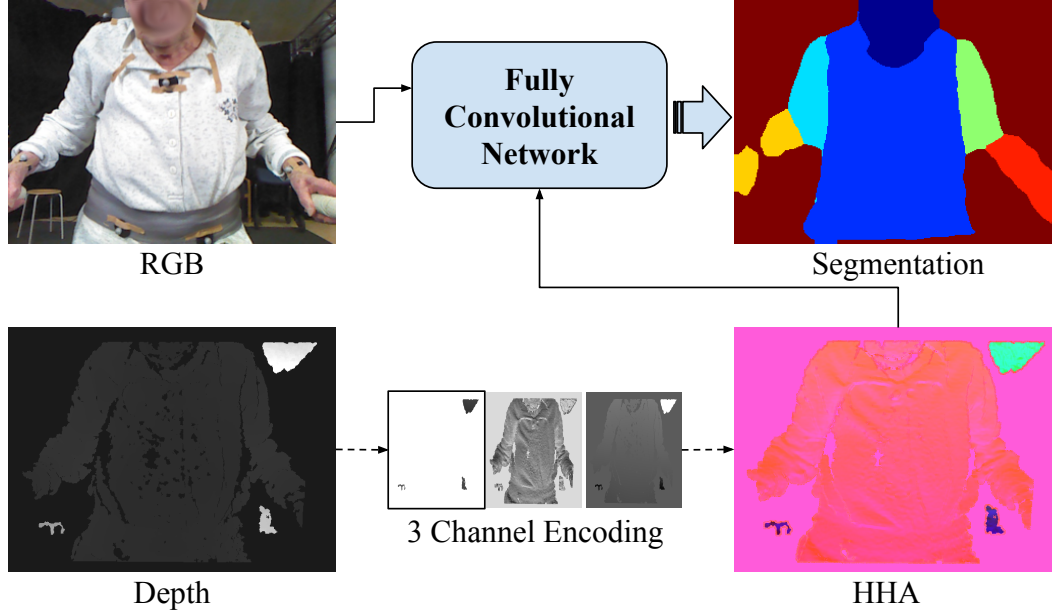 Fully
Convolutional
Network
RGB
Segmentation
3 Channel Encoding
Depth
HHA